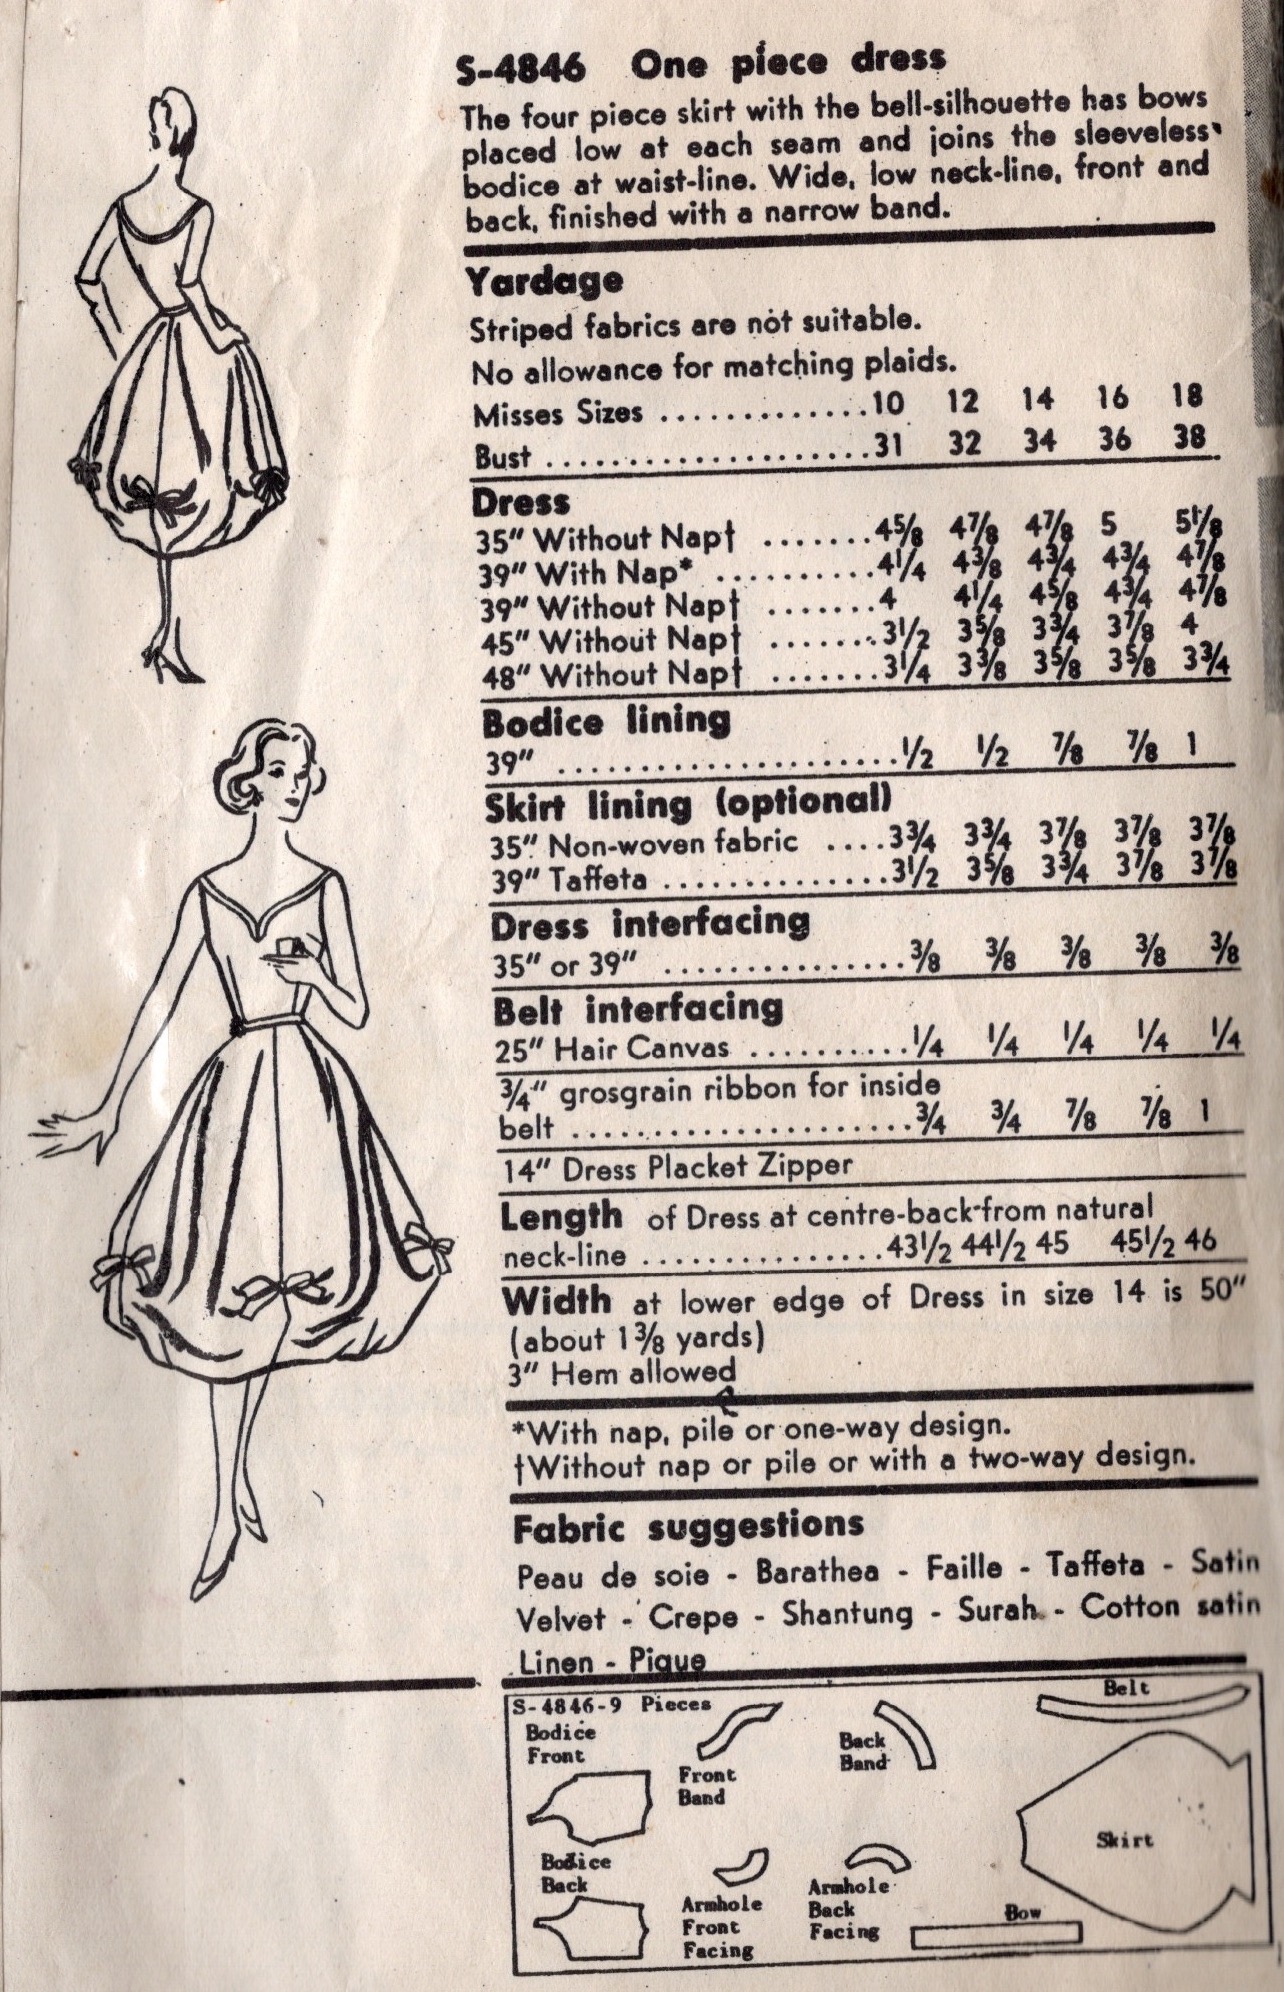 S-4846 One piece dress
The four piece skirt with the bell-silhouette has bows
placed low at each seam and joins the sleeveless
bodice at waist-line. Wide, low neck-line, front and
back, finished with a narrow band.
Yardage
Striped fabrics are not suitable.
No allowance for matching plaids.
Misses Sizes ..............10 12 14 16 18
Bust ......................31 32 34 36 38
Dress
35" Without Nap† .......4⅝ 4⅞ 4⅞ 5 5⅛
39" With Nap* ..........4¼ 4⅜ 4¾ 4¾ 4⅞
39" Without Nap† .......4 4¼ 4⅝ 4¾ 4⅞
45" Without Nap† .......3½ 3⅝ 3¾ 3⅞ 4
48" Without Nap† .......3¼ 3⅜ 3⅝ 3⅝ 3¾
Bodice lining
39" ......................½ ½ ⅞ ⅞ 1
Skirt lining (optional)
35" Non-woven fabric ....3¾ 3¾ 3⅞ 3⅞ 3⅞
39" Taffeta ..............3½ 3⅝ 3¾ 3⅞ 3⅞
Dress interfacing
35" or 39" ................⅜ ⅜ ⅜ ⅜ ⅜
Belt interfacing
25" Hair Canvas ..........¼ ¼ ¼ ¼ ¼
¾" grosgrain ribbon for inside
belt .......................¾ ¾ ⅞ ⅞ 1
14" Dress Placket Zipper
Length of Dress at centre-back from natural
neck-line ................43½ 44½ 45 45½ 46
Width at lower edge of Dress in size 14 is 50"
(about 1⅜ yards)
3" Hem allowed
*With nap, pile or one-way design.
†Without nap or pile or with a two-way design.
Fabric suggestions
Peau de soie - Barathea - Faille - Taffeta - Satin
Velvet - Crepe - Shantung - Surah - Cotton satin
Linen - Pique
S-4846-9 Pieces
Bodice
Front
Front
Band
Back
Band
Belt
Skirt
Bodice
Back
Armhole
Front
Facing
Armhole
Back
Facing
Bow